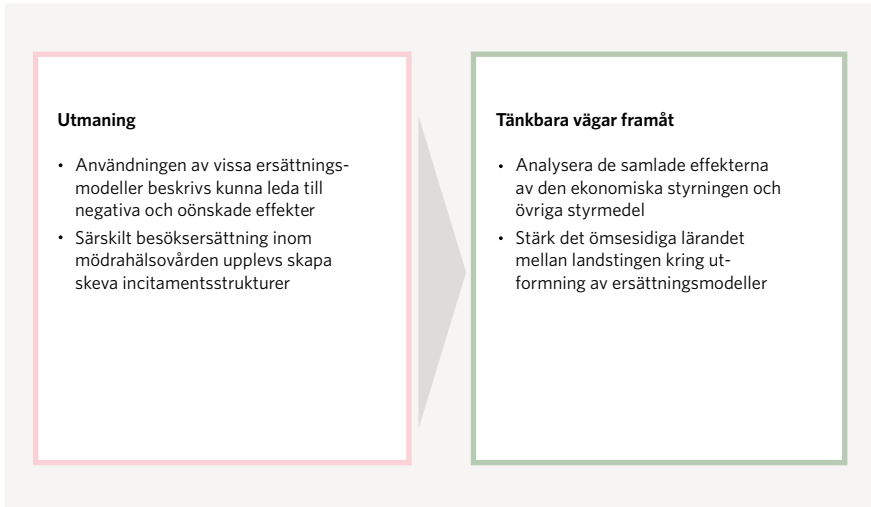 Utmaning
• Användningen av vissa ersättnings-
modeller beskrivs kunna leda till
negativa och oönskade effekter
• Särskilt besöksersättning inom
mödrahälsovården upplevs skapa
skeva incitamentsstrukturer
Tänkbara vägar framåt
• Analysera de samlade effekterna
av den ekonomiska styrningen och
övriga styrmedel
• Stärk det ömsesidiga lärandet
mellan landstingen kring ut-
formning av ersättningsmodeller